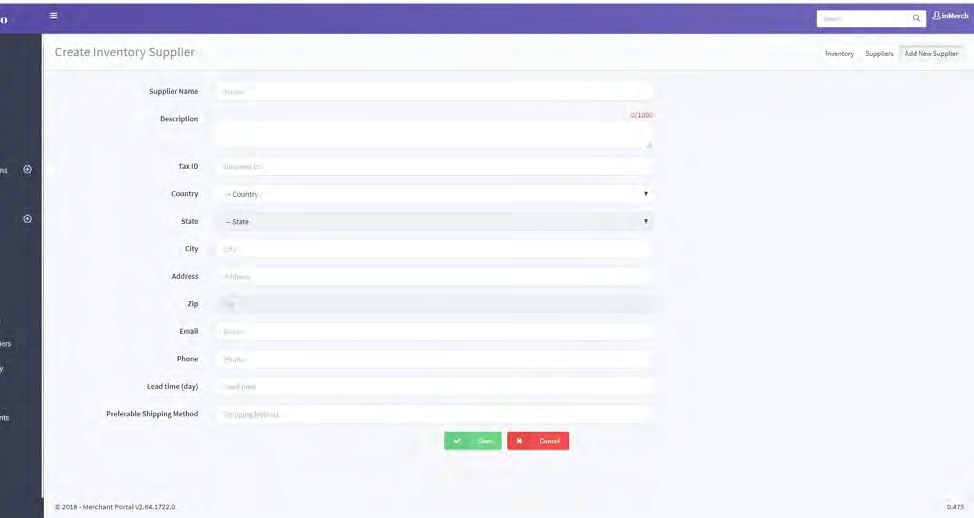 o
Search
inMerch
Create Inventory Supplier
Inventory Suppliers Add New Supplier
Supplier Name Name
0/1000
Description
Tax ID Business Id
ns
Country -- Country
State -- State
City City
Address Address
Zip Zip
Email Email
iers
Phone Phone
y
Lead time (day) Lead time
Preferable Shipping Method Shipping Method
nts
Save Cancel
© 2018 - Merchant Portal v2.64.1722.0
0.475